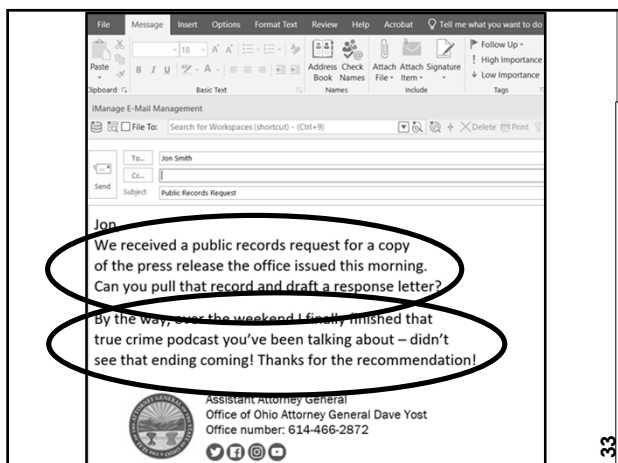 File Message Insert Options Format Text Review Help Acrobat Tell me what you want to do
18 A A
Paste B I U A Address Check Attach Attach Signature Follow Up
Book Names File Item High Importance
Low Importance
Clipboard Basic Text Names Include Tags
iManage E-Mail Management
File To: Search for Workspaces (shortcut) - (Ctrl+9) Delete Print
To... Jon Smith
Cc...
Send Subject Public Records Request
Jon,
We received a public records request for a copy
of the press release the office issued this morning.
Can you pull that record and draft a response letter?
By the way, over the weekend I finally finished that
true crime podcast you've been talking about – didn't
see that ending coming! Thanks for the recommendation!
Assistant Attorney General
Office of Ohio Attorney General Dave Yost
Office number: 614-466-2872
33